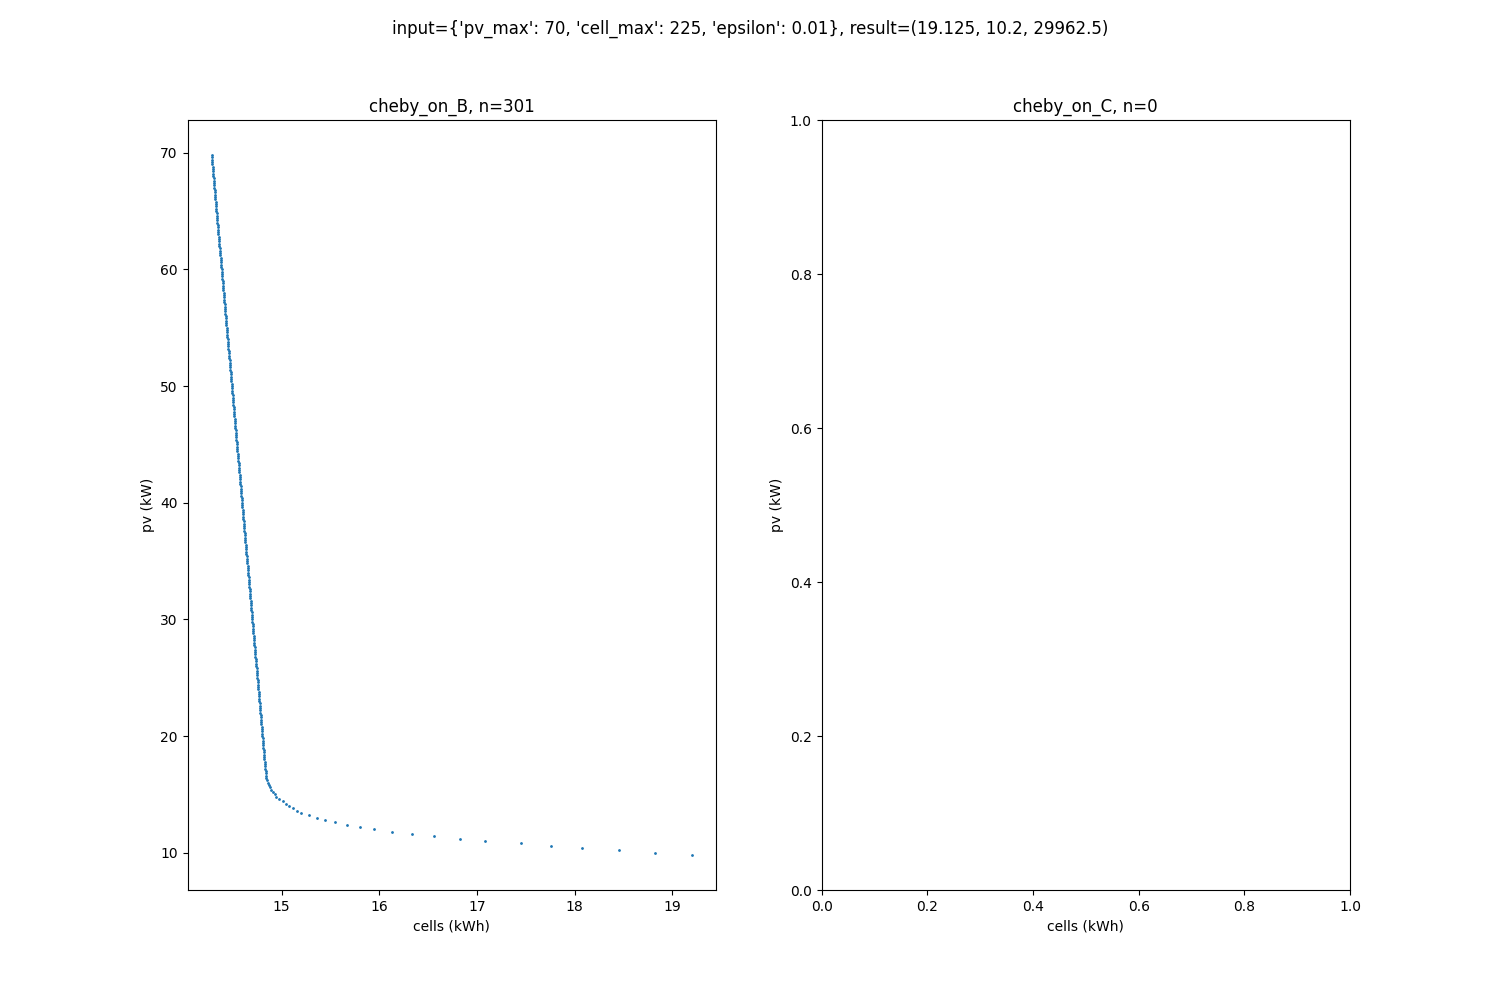 input={'pv_max': 70, 'cell_max': 225, 'epsilon': 0.01}, result=(19.125, 10.2, 29962.5)
cheby_on_B, n=301
70
60
50
40
30
20
10
pv (kW)
15 16 17 18 19
cells (kWh)
cheby_on_C, n=0
1.0
0.8
0.6
0.4
0.2
0.0
pv (kW)
0.0 0.2 0.4 0.6 0.8 1.0
cells (kWh)